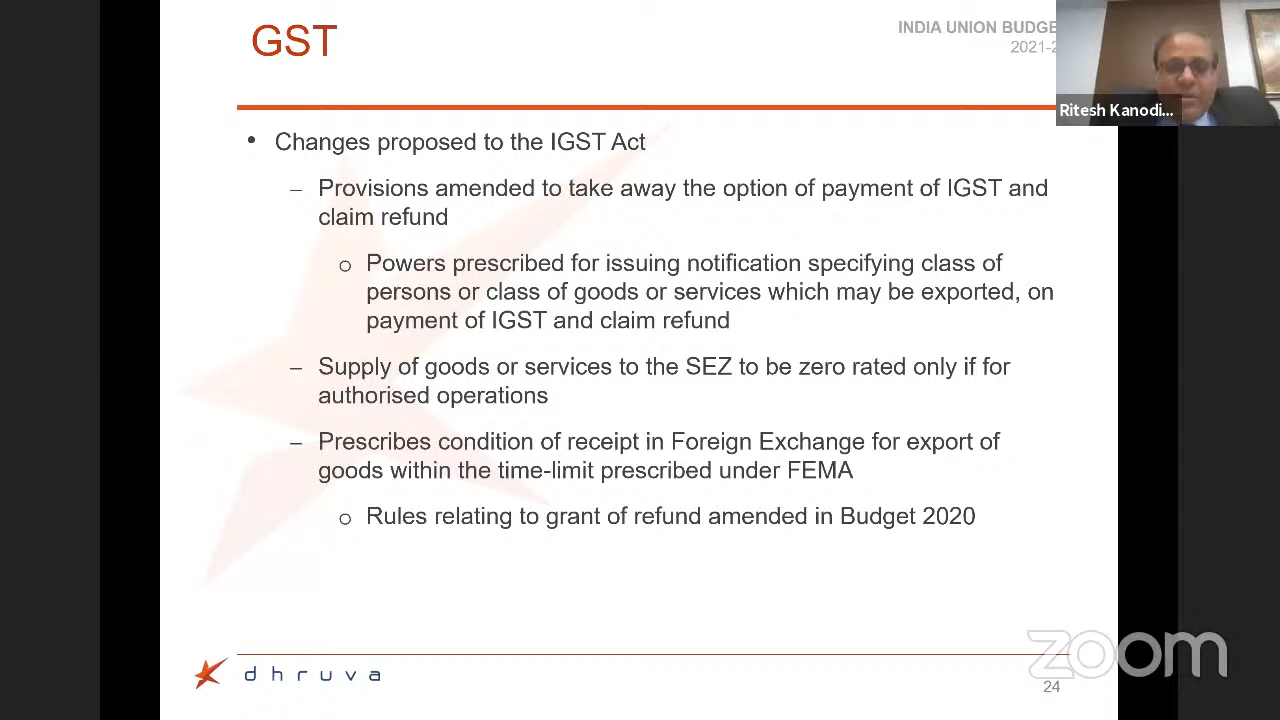 GST
INDIA UNION BUDGE
2021-2
Ritesh Kanodi...
• Changes proposed to the IGST Act
– Provisions amended to take away the option of payment of IGST and
claim refund
o Powers prescribed for issuing notification specifying class of
persons or class of goods or services which may be exported, on
payment of IGST and claim refund
– Supply of goods or services to the SEZ to be zero rated only if for
authorised operations
– Prescribes condition of receipt in Foreign Exchange for export of
goods within the time-limit prescribed under FEMA
o Rules relating to grant of refund amended in Budget 2020
dhruva
zoom
24